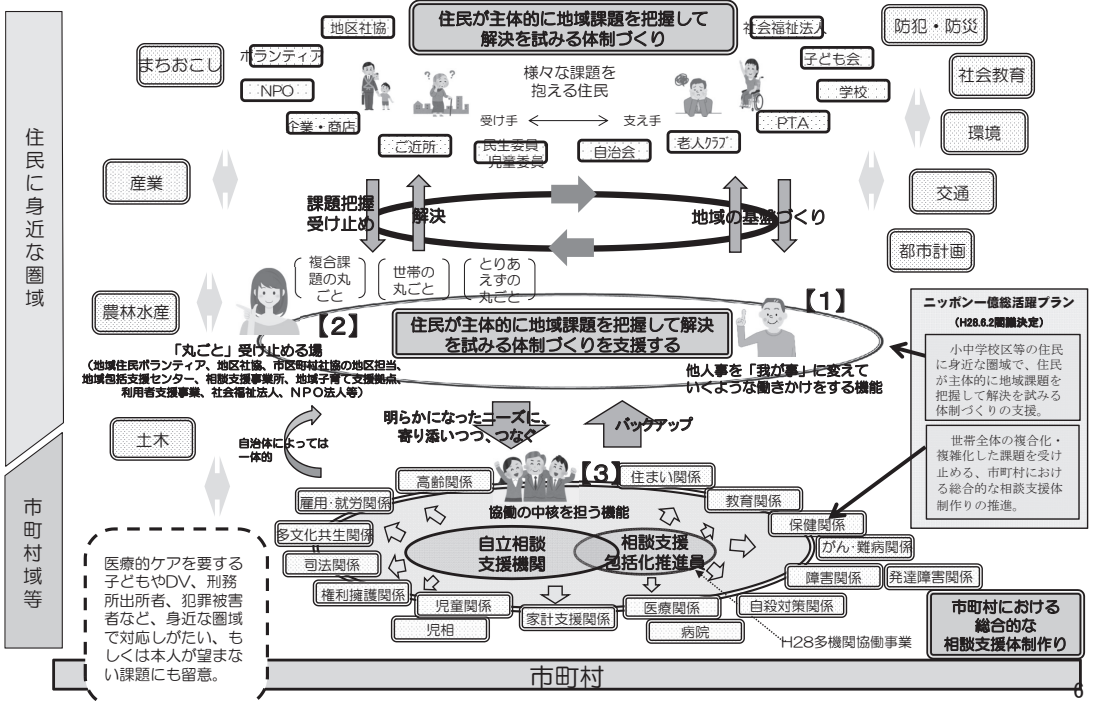 住民が主体的に地域課題を把握して
解決を試みる体制づくり
地区社協
社会福祉法人
防犯・防災
まちおこし
ボランティア
子ども会
社会教育
NPO
学校
様々な課題を
抱える住民
企業・商店
受け手
支え手
PTA
環境
ご近所
民生委員
児童委員
自治会
老人クラブ
産業
交通
課題把握
受け止め
解決
地域の基盤づくり
都市計画
住民に身近な圏域
複合課
題の丸
ごと
世帯の
丸ごと
とりあ
えずの
丸ごと
農林水産
【2】
【1】
住民が主体的に地域課題を把握して解決
を試みる体制づくりを支援する
「丸ごと」受け止める場
(地域住民ボランティア、地区社協、市区町村社協の地区担当、
地域包括支援センター、相談支援事業所、地域子育て支援拠点、
利用者支援事業、社会福祉法人、NPO法人等)
他人事を「我が事」に変えて
いくような働きかけをする機能
ニッポン一億総活躍プラン
(H28.6.2閣議決定)
小中学校区等の住民
に身近な圏域で、住民
が主体的に地域課題を
把握して解決を試みる
体制づくりの支援。
世帯全体の複合化・
複雑化した課題を受け
止める、市町村におけ
る総合的な相談支援体
制作りの推進。
土木
自治体によっては
一体的
明らかになったニーズに、
寄り添いつつ、つなぐ
バックアップ
市町村域等
【3】
高齢関係
住まい関係
雇用・就労関係
教育関係
協働の中核を担う機能
多文化共生関係
保健関係
自立相談
支援機関
相談支援
包括化推進員
がん・難病関係
司法関係
障害関係
発達障害関係
権利擁護関係
児童関係
医療関係
自殺対策関係
家計支援関係
児相
病院
H28多機関協働事業
医療的ケアを要する
子どもやDV、刑務
所出所者、犯罪被害
者など、身近な圏域
で対応しがたい、も
しくは本人が望まな
い課題にも留意。
市町村における
総合的な
相談支援体制作り
市町村
6